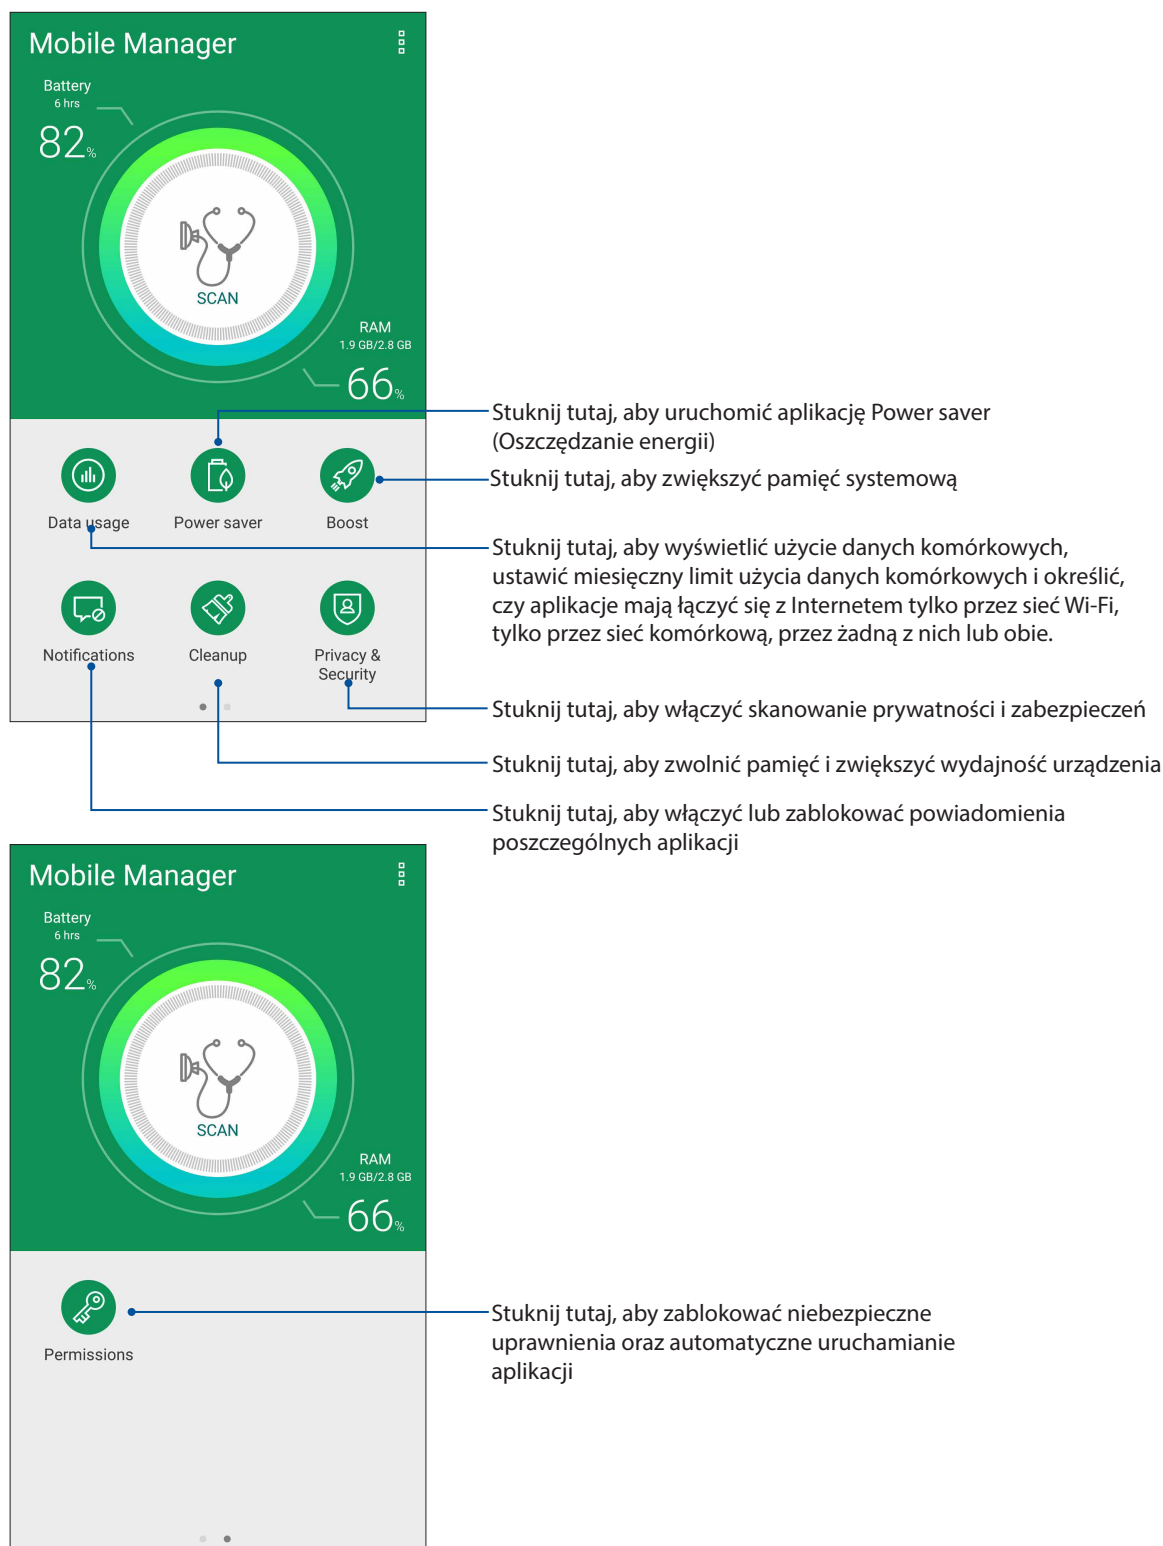 Mobile Manager
Battery
6 hrs
82%
SCAN
RAM
1.9 GB/2.8 GB
66%
Stuknij tutaj, aby uruchomić aplikację Power saver
(Oszczędzanie energii)
Stuknij tutaj, aby zwiększyć pamięć systemową
Data usage
Power saver
Boost
Stuknij tutaj, aby wyświetlić użycie danych komórkowych,
ustawić miesięczny limit użycia danych komórkowych i określić,
czy aplikacje mają łączyć się z Internetem tylko przez sieć Wi-Fi,
tylko przez sieć komórkową, przez żadną z nich lub obie.
Notifications
Cleanup
Privacy &
Security
Stuknij tutaj, aby włączyć skanowanie prywatności i zabezpieczeń
Stuknij tutaj, aby zwolnić pamięć i zwiększyć wydajność urządzenia
Stuknij tutaj, aby włączyć lub zablokować powiadomienia
poszczególnych aplikacji
Mobile Manager
Battery
6 hrs
82%
SCAN
RAM
1.9 GB/2.8 GB
66%
Permissions
Stuknij tutaj, aby zablokować niebezpieczne
uprawnienia oraz automatyczne uruchamianie
aplikacji